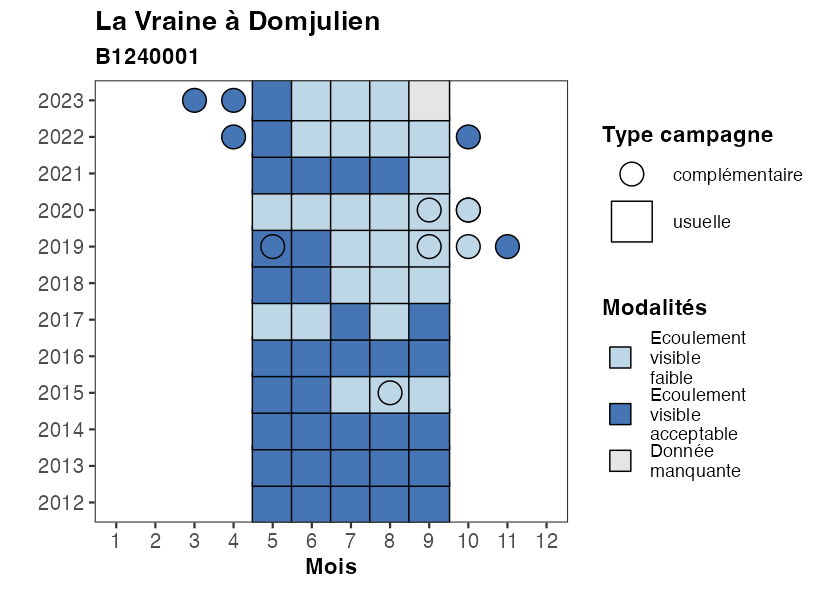 La Vraine à Domjulien
B1240001
2023
2022
2021
2020
2019
2018
2017
2016
2015
2014
2013
2012
1 2 3 4 5 6 7 8 9 10 11 12
Mois
Type campagne
complémentaire
usuelle
Modalités
Ecoulement
visible
faible
Ecoulement
visible
acceptable
Donnée
manquante